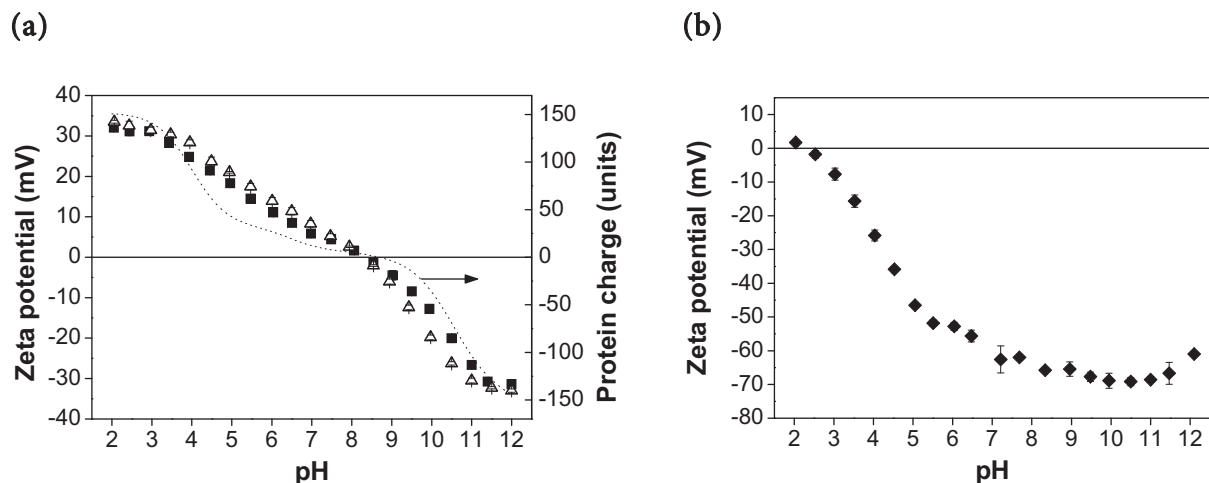 (a)
(b)
Zeta potential (mV)
40
30
20
10
0
-10
-20
-30
-40
150
100
50
0
-50
-100
-150
Protein charge (units)
2 3 4 5 6 7 8 9 10 11 12
pH
Zeta potential (mV)
10
0
-10
-20
-30
-40
-50
-60
-70
-80
2 3 4 5 6 7 8 9 10 11 12
pH